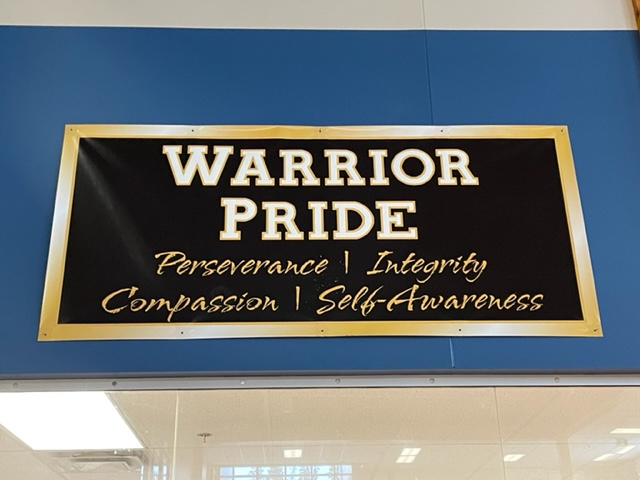 WARRIOR
PRIDE
Perseverance | Integrity
Compassion | Self-Awareness